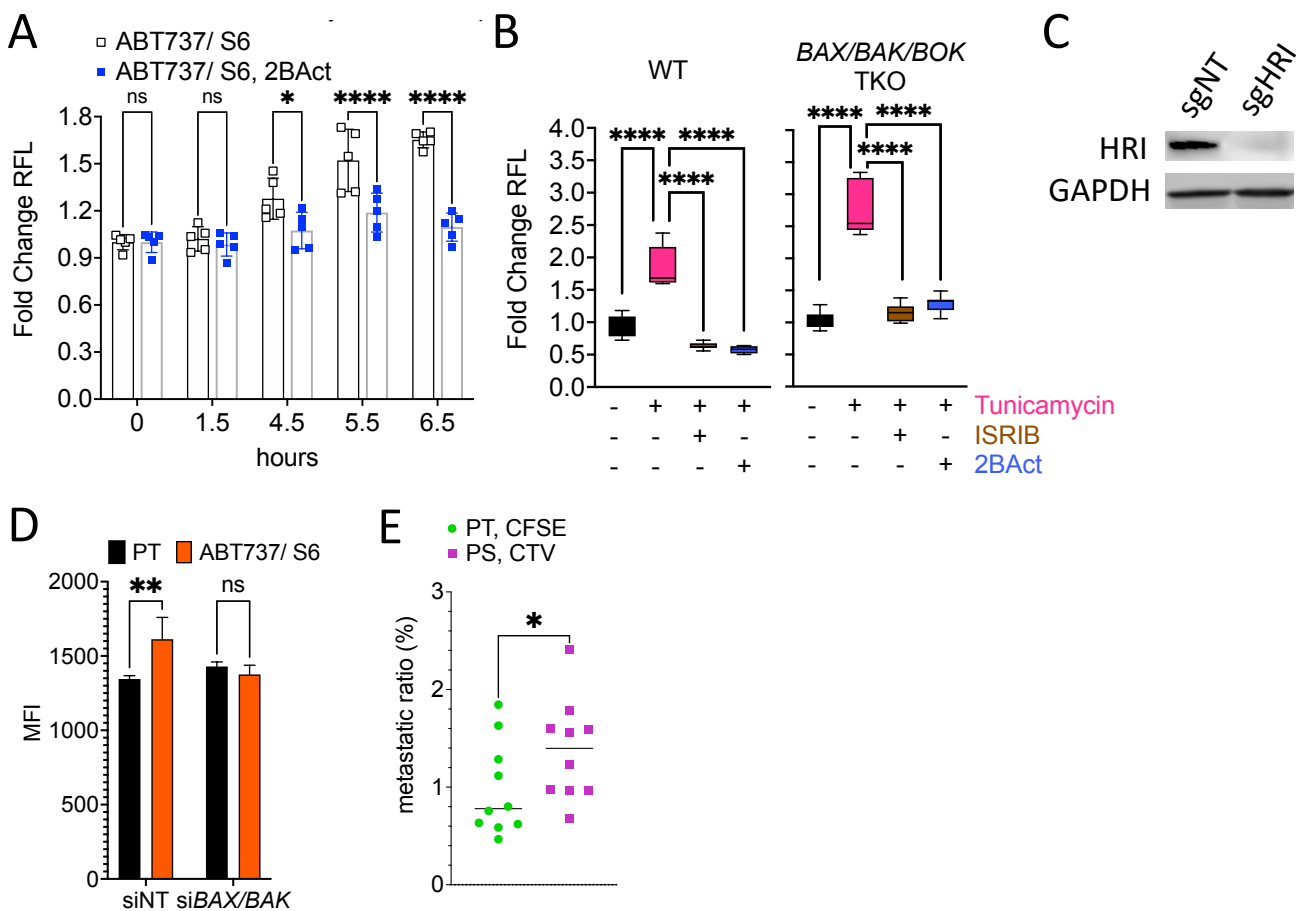 A
ABT737/ S6
ABT737/ S6, 2BAct
ns
ns
*
****
****
Fold Change RFL
1.8
1.5
1.2
0.9
0.6
0.3
0.0
0
1.5
4.5
5.5
6.5
hours
B
WT
BAX/BAK/BOK
TKO
Fold Change RFL
4.0
3.5
3.0
2.5
2.0
1.5
1.0
0.5
0.0
****
****
****
****
****
****
- + + + - + + + Tunicamycin
- - + - - - + - ISRIB
- - - + - - - + 2BAct
C
sgNT
sgHRI
HRI
GAPDH
D
PT
ABT737/ S6
MFI
2000
1500
1000
500
0
**
ns
siNT
siBAX/BAK
E
PT, CFSE
PS, CTV
metastatic ratio (%)
3
2
1
0
*